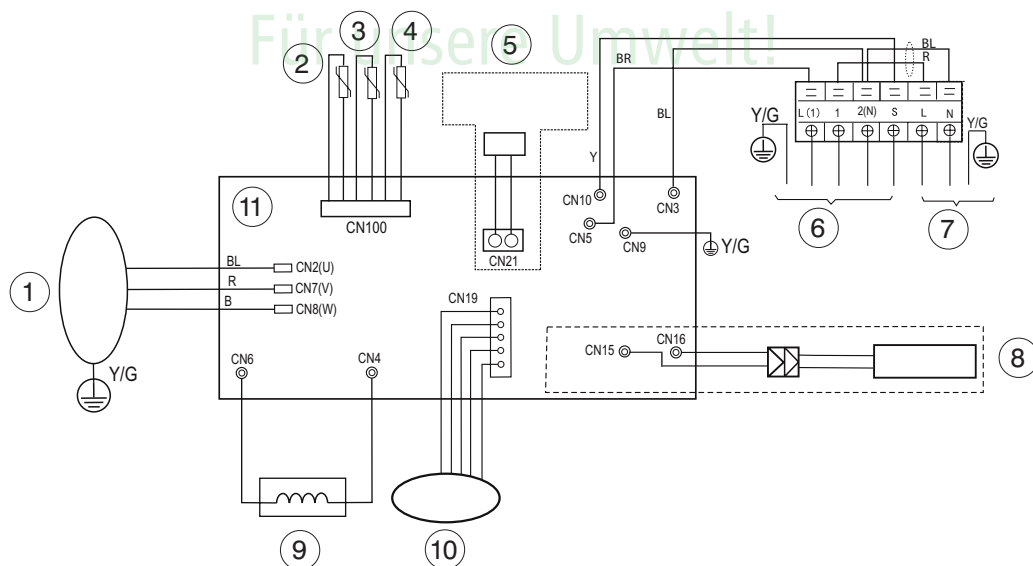 Für unsere Umwelt!
3
4
2
5
BR
BL
R
BL
L(1) 1 2(N) S L N
Y/G
Y/G
Y
6
7
11
CN100
CN21
CN10
CN3
CN5
CN9
Y/G
1
BL
CN2(U)
R
CN7(V)
B
CN8(W)
Y/G
CN19
CN6
CN4
CN15
CN16
8
9
10